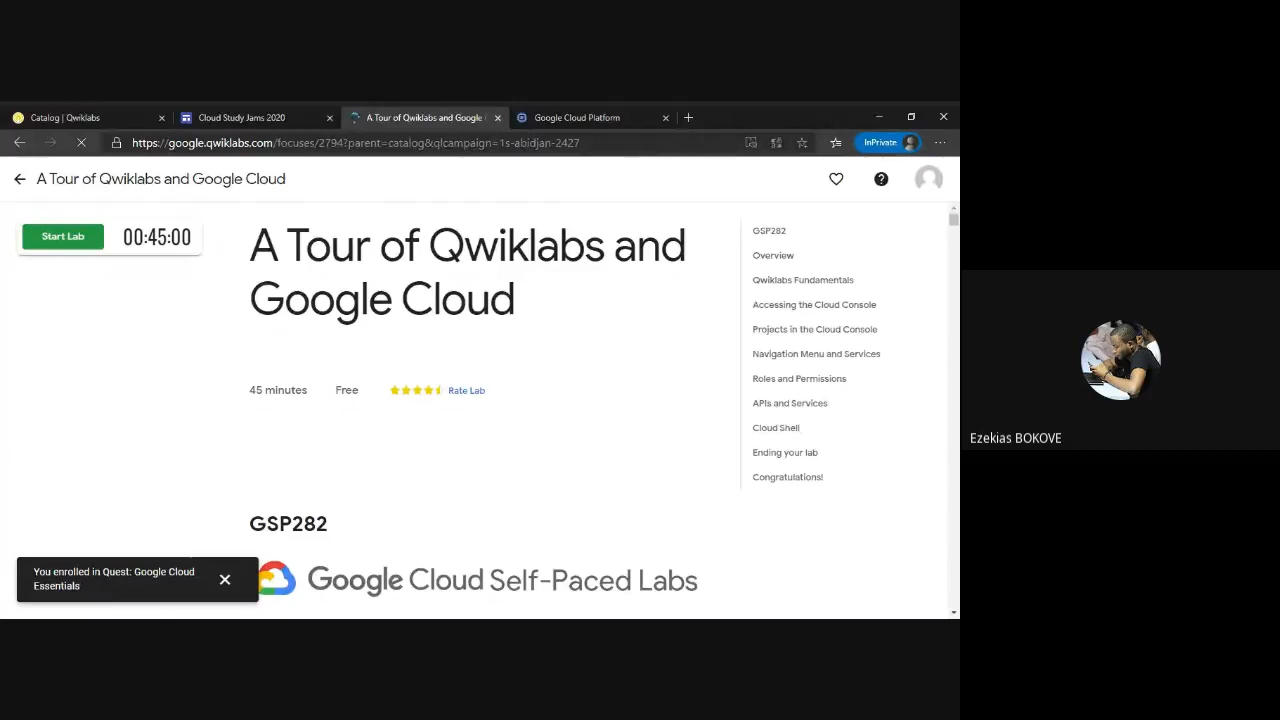 Catalog | Qwiklabs
Cloud Study Jams 2020
A Tour of Qwiklabs and Google
Google Cloud Platform
https://google.qwiklabs.com/focuses/2794?parent=catalog&qlcampaign=1s-abidjan-2427
InPrivate
A Tour of Qwiklabs and Google Cloud
Start Lab
00:45:00
A Tour of Qwiklabs and
Google Cloud
45 minutes
Free
Rate Lab
GSP282
Google Cloud Self-Paced Labs
GSP282
Overview
Qwiklabs Fundamentals
Accessing the Cloud Console
Projects in the Cloud Console
Navigation Menu and Services
Roles and Permissions
APIs and Services
Cloud Shell
Ending your lab
Congratulations!
You enrolled in Quest: Google Cloud
Essentials
Ezekias BOKOVE